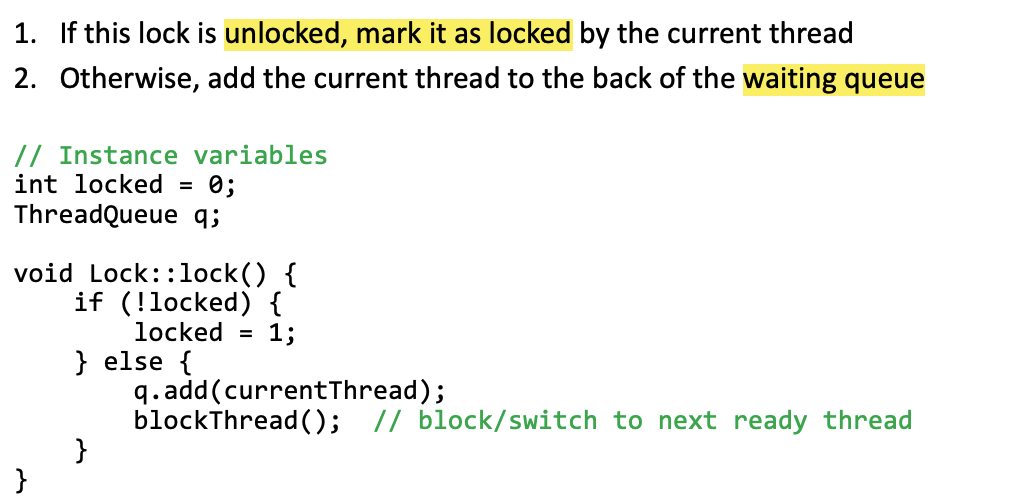 1. If this lock is unlocked, mark it as locked by the current thread
2. Otherwise, add the current thread to the back of the waiting queue
// Instance variables
int locked = 0;
ThreadQueue q;
void Lock::lock() {
    if (!locked) {
        locked = 1;
    } else {
        q.add(currentThread);
        blockThread();  // block/switch to next ready thread
    }
}